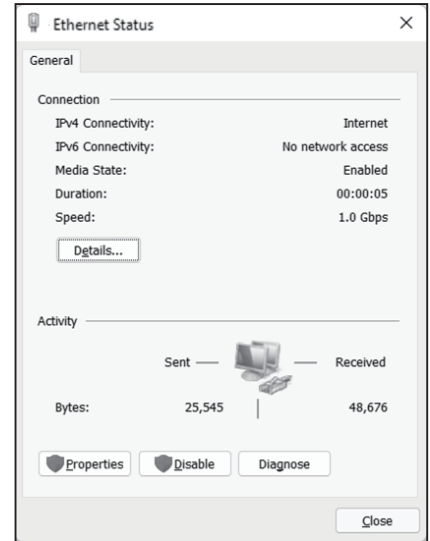 Ethernet Status
General
Connection
IPv4 Connectivity: Internet
IPv6 Connectivity: No network access
Media State: Enabled
Duration: 00:00:05
Speed: 1.0 Gbps
Details...
Activity
Sent Received
Bytes: 25,545 48,676
Properties Disable Diagnose
Close